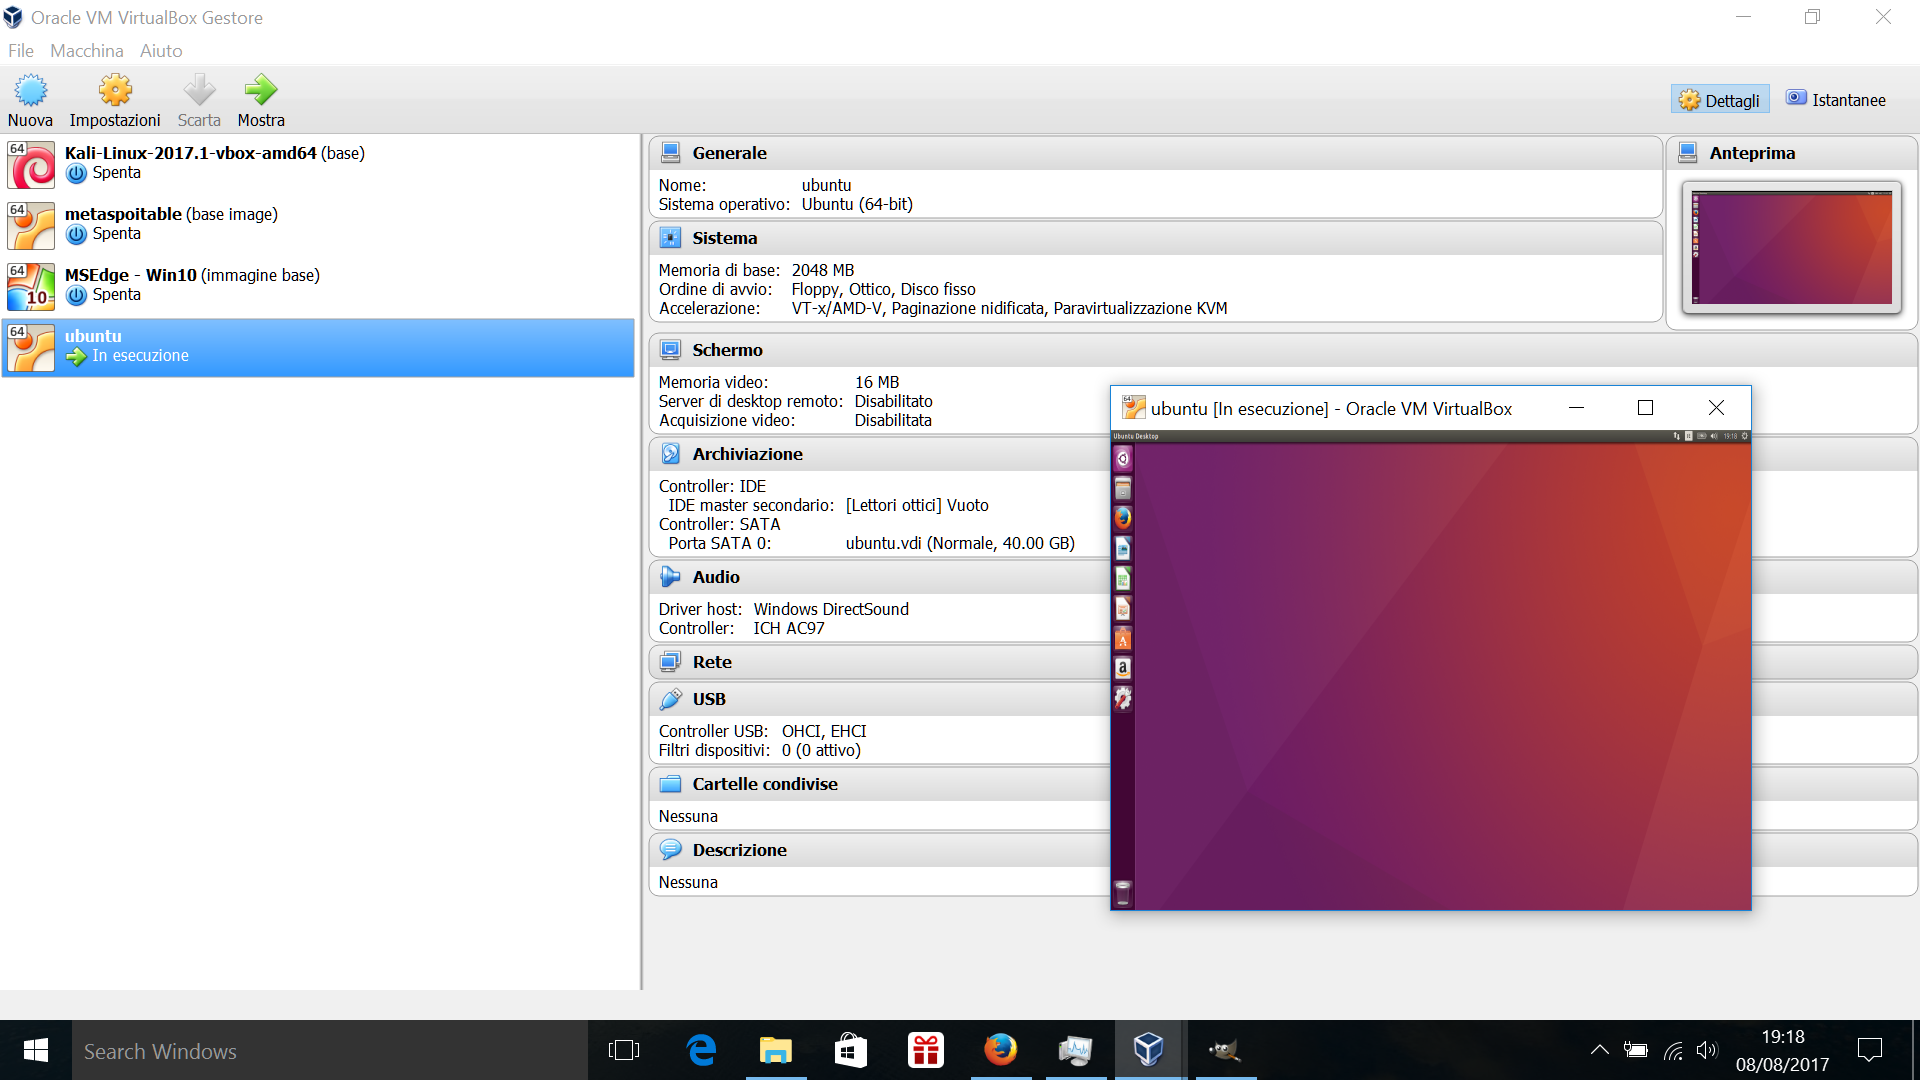 Oracle VM VirtualBox Gestore
File Macchina Aiuto
Nuova Impostazioni Scarta Mostra
Dettagli Istantanee
64 Kali-Linux-2017.1-vbox-amd64 (base)
Spenta
64 metaspoitable (base image)
Spenta
64 MSEdge - Win10 (immagine base)
10 Spenta
64 ubuntu
In esecuzione
Generale
Nome: ubuntu
Sistema operativo: Ubuntu (64-bit)
Anteprima
Sistema
Memoria di base: 2048 MB
Ordine di avvio: Floppy, Ottico, Disco fisso
Accelerazione: VT-x/AMD-V, Paginazione nidificata, Paravirtualizzazione KVM
Schermo
Memoria video: 16 MB
Server di desktop remoto: Disabilitato
Acquisizione video: Disabilitata
Archiviazione
Controller: IDE
IDE master secondario: [Lettori ottici] Vuoto
Controller: SATA
Porta SATA 0: ubuntu.vdi (Normale, 40.00 GB)
Audio
Driver host: Windows DirectSound
Controller: ICH AC97
Rete
USB
Controller USB: OHCI, EHCI
Filtri dispositivi: 0 (0 attivo)
Cartelle condivise
Nessuna
Descrizione
Nessuna
64 ubuntu [In esecuzione] - Oracle VM VirtualBox
Ubuntu Desktop 19:18
Search Windows
19:18
08/08/2017